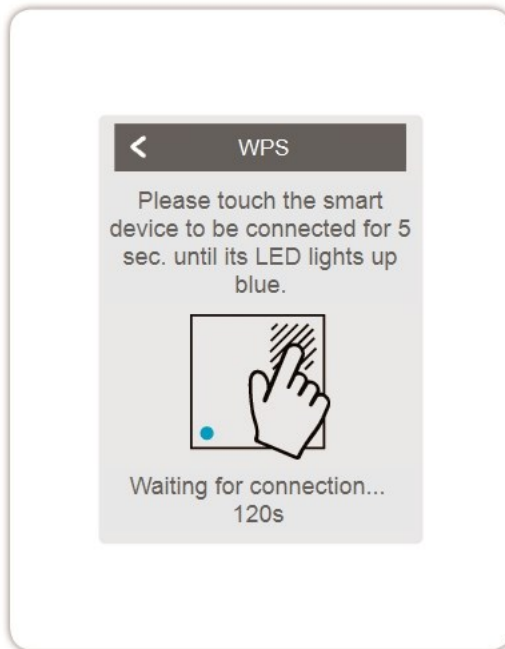 WPS
Please touch the smart
device to be connected for 5
sec. until its LED lights up
blue.
Waiting for connection...
120s